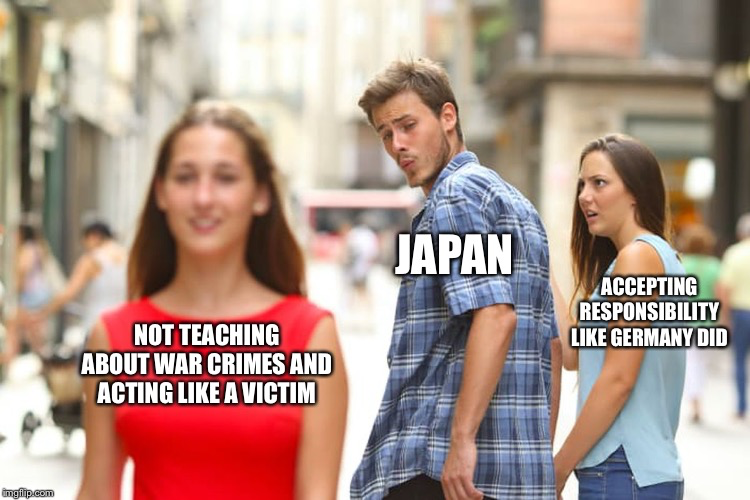 JAPAN
ACCEPTING
RESPONSIBILITY
LIKE GERMANY DID
NOT TEACHING
ABOUT WAR CRIMES AND
ACTING LIKE A VICTIM
imgflip.com